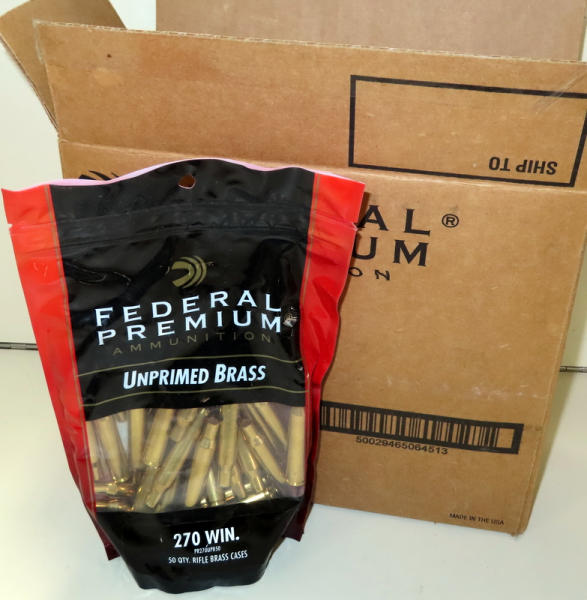 SHIP TO
AL®
UM
ON
FEDERAL
PREMIUM
AMMUNITION
UNPRIMED BRASS
50029465064513
270 WIN.
PR270UPR50
50 QTY. RIFLE BRASS CASES
MADE IN THE USA